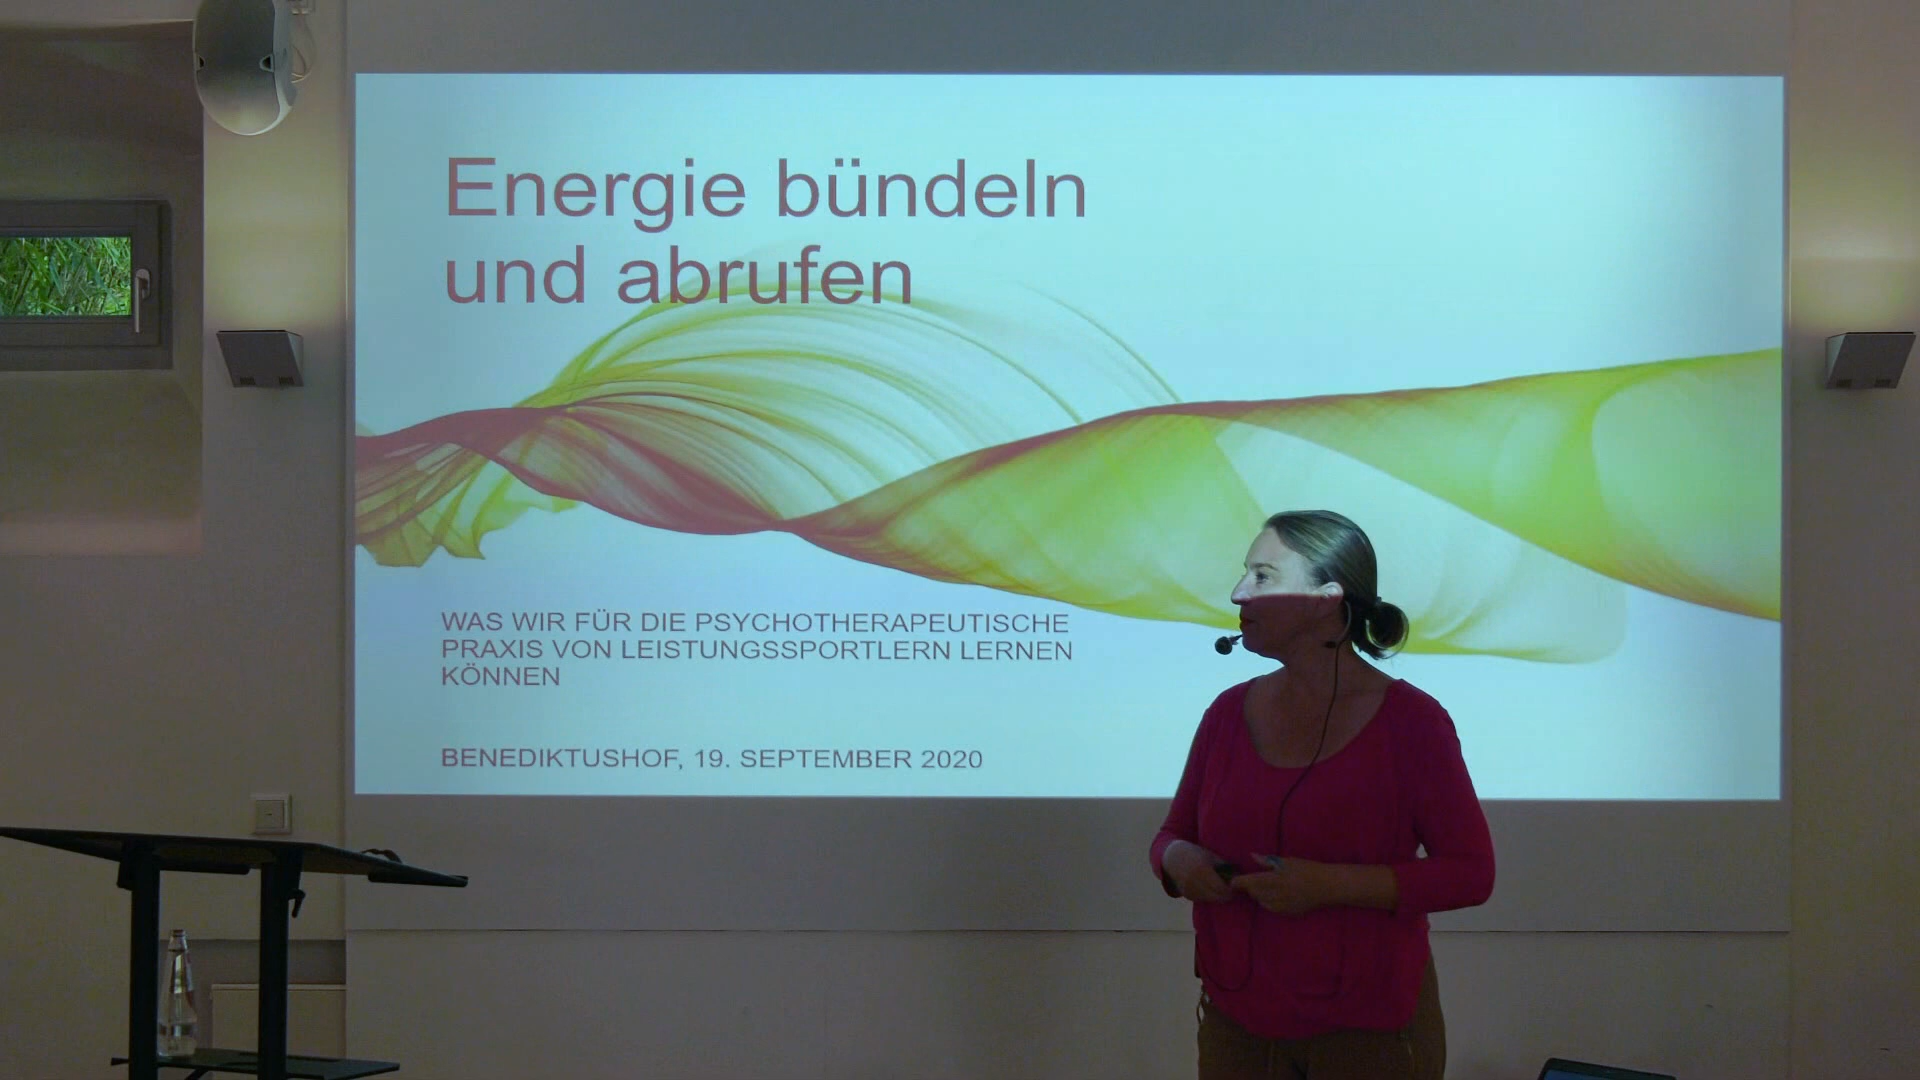 Energie bündeln
und abrufen
WAS WIR FÜR DIE PSYCHOTHERAPEUTISCHE
PRAXIS VON LEISTUNGSSPORTLERN LERNEN
KÖNNEN
BENEDIKTUSHOF, 19. SEPTEMBER 2020